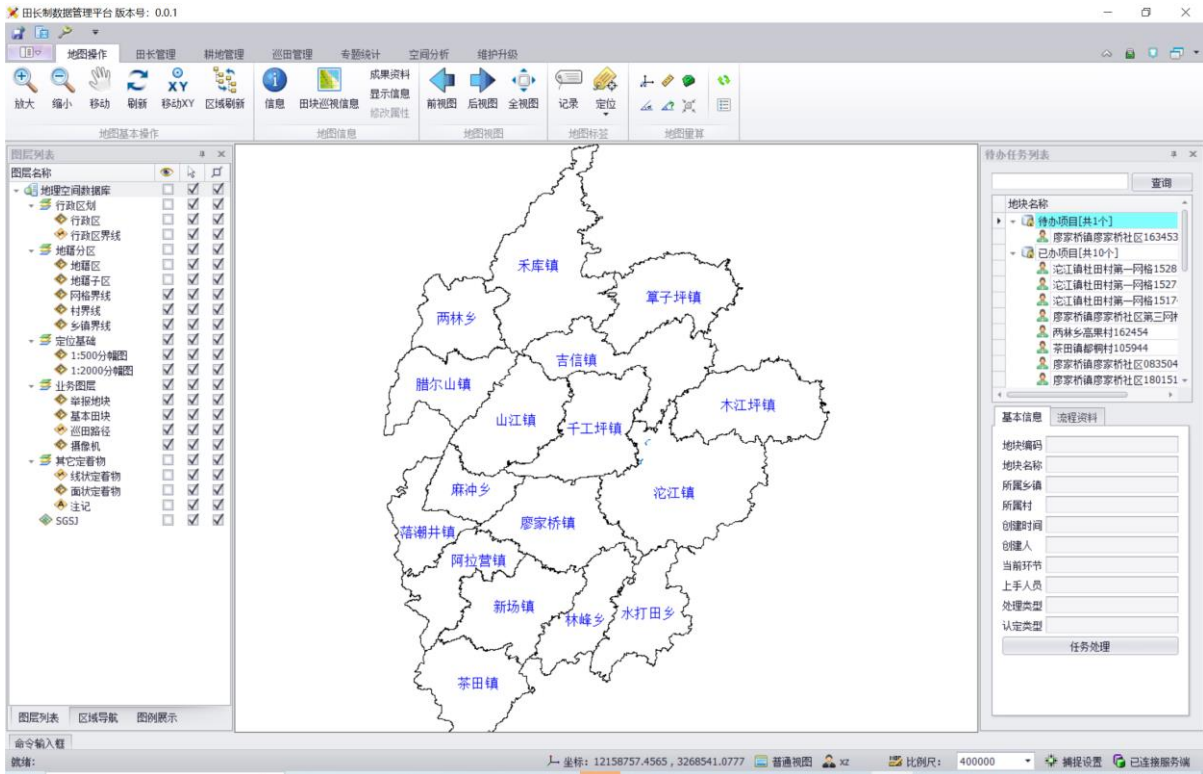 田长制数据管理平台 版本号：0.0.1
地图操作 田长管理 耕地管理 巡田管理 专题统计 空间分析 维护升级
放大 缩小 移动 刷新 移动XY 区域刷新
信息 田块巡视信息
成果资料
显示信息
修改属性
前视图 后视图 全视图
记录 定位
地图基本操作 地图信息 地图视图 地图标签 地图量算
图层列表
图层名称
地理空间数据库
行政区划
行政区
行政区界线
地籍分区
地籍区
地籍子区
网格界线
村界线
乡镇界线
定位基础
1:500分幅图
1:2000分幅图
业务图层
举报地块
基本田块
巡田路径
摄像机
其它定着物
线状定着物
面状定着物
注记
SGSJ
图层列表 区域导航 图例展示
禾库镇
两林乡
筸子坪镇
吉信镇
腊尔山镇
山江镇
千工坪镇
木江坪镇
麻冲乡
沱江镇
落潮井镇
廖家桥镇
阿拉营镇
新场镇
林峰乡
水打田乡
茶田镇
待办任务列表
查询
地块名称
待办项目[共1个]
廖家桥镇廖家桥社区163453
已办项目[共10个]
沱江镇杜田村第一网格1528
沱江镇杜田村第一网格1527
沱江镇杜田村第一网格1517
廖家桥镇廖家桥社区第三网
两林乡高果村162454
茶田镇都桐村105944
廖家桥镇廖家桥社区083504
廖家桥镇廖家桥社区180151
基本信息 流程资料
地块编码
地块名称
所属乡镇
所属村
创建时间
创建人
当前环节
上手人员
处理类型
认定类型
任务处理
命令输入框
就绪:
坐标: 12158757.4565 , 3268541.0777 普通视图 xz 比例尺: 400000 捕捉设置 已连接服务端